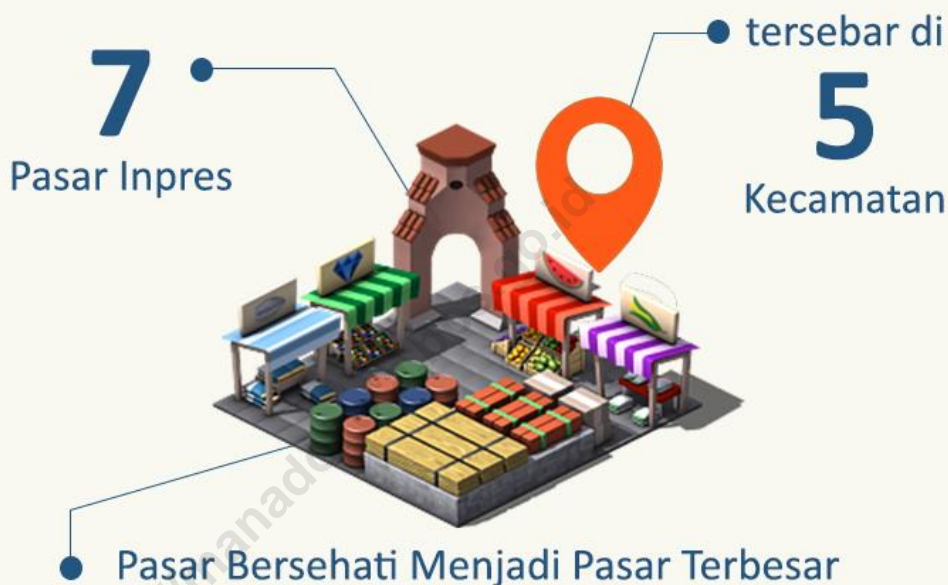 7
Pasar Inpres
tersebar di
5
Kecamatan
Pasar Bersehati Menjadi Pasar Terbesar